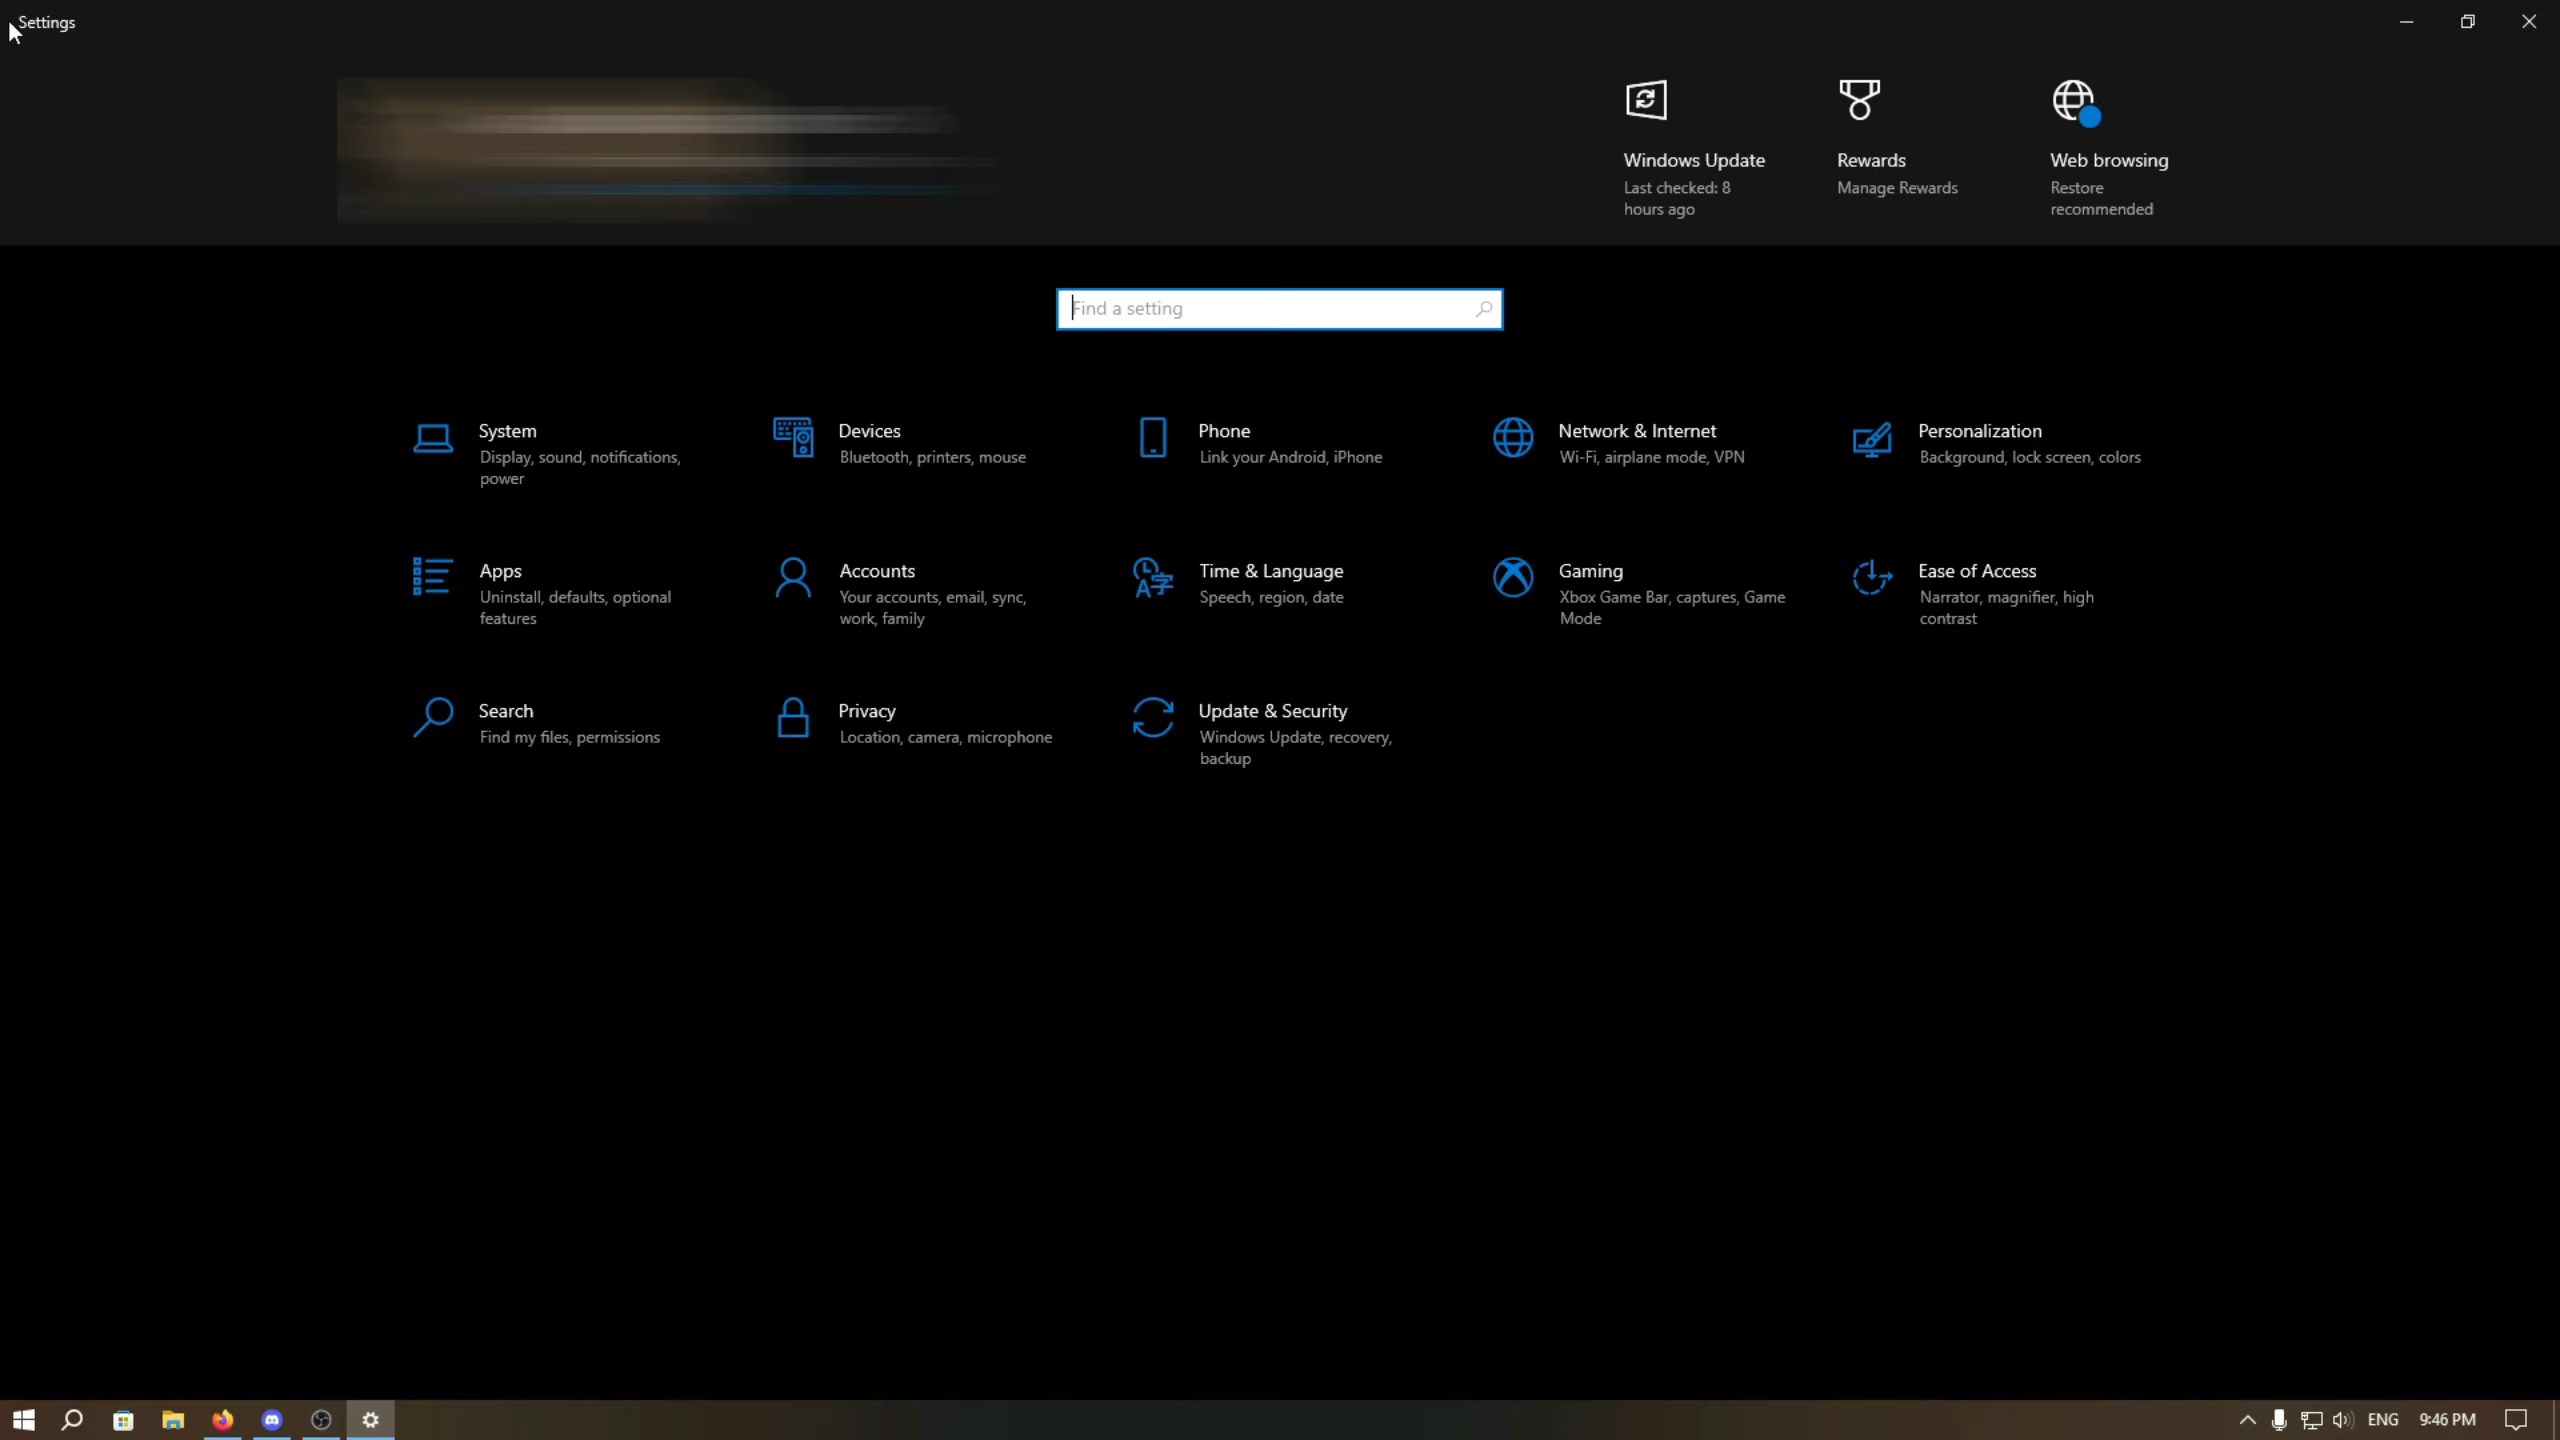 Settings
Windows Update
Last checked: 8
hours ago
Rewards
Manage Rewards
Web browsing
Restore
recommended
Find a setting
System
Display, sound, notifications,
power
Devices
Bluetooth, printers, mouse
Phone
Link your Android, iPhone
Network & Internet
Wi-Fi, airplane mode, VPN
Personalization
Background, lock screen, colors
Apps
Uninstall, defaults, optional
features
Accounts
Your accounts, email, sync,
work, family
Time & Language
Speech, region, date
Gaming
Xbox Game Bar, captures, Game
Mode
Ease of Access
Narrator, magnifier, high
contrast
Search
Find my files, permissions
Privacy
Location, camera, microphone
Update & Security
Windows Update, recovery,
backup
ENG 9:46 PM